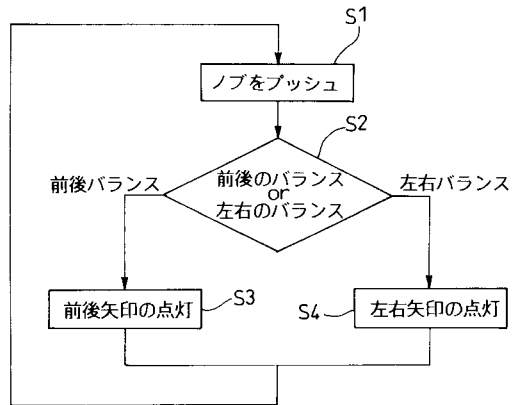 S1
ノブをプッシュ
S2
前後バランス
前後のバランス
or
左右のバランス
左右バランス
前後矢印の点灯
S3
S4
左右矢印の点灯